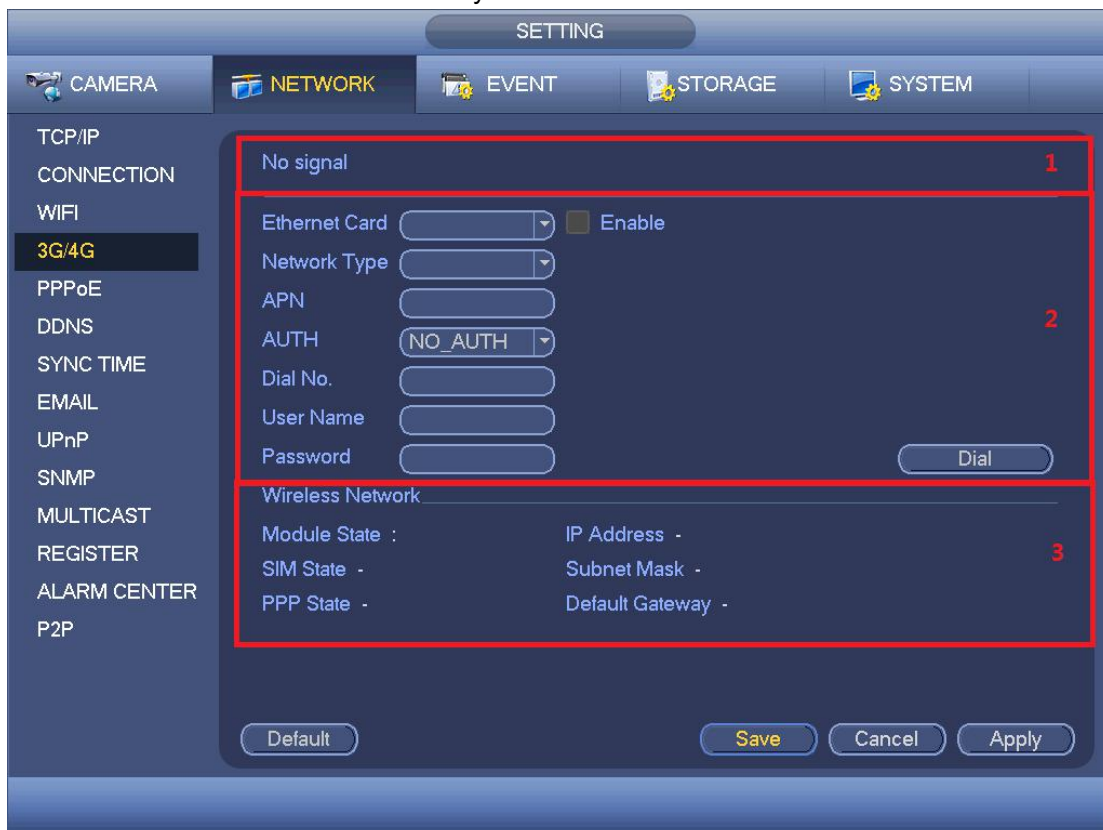 SETTING
CAMERA NETWORK EVENT STORAGE SYSTEM
TCP/IP
CONNECTION
WIFI
3G/4G
PPPoE
DDNS
SYNC TIME
EMAIL
UPnP
SNMP
MULTICAST
REGISTER
ALARM CENTER
P2P
No signal 1
Ethernet Card Enable
Network Type
APN
2
AUTH NO_AUTH
Dial No.
User Name
Password Dial
Wireless Network
Module State : IP Address -
3
SIM State - Subnet Mask -
PPP State - Default Gateway -
Default Save Cancel Apply